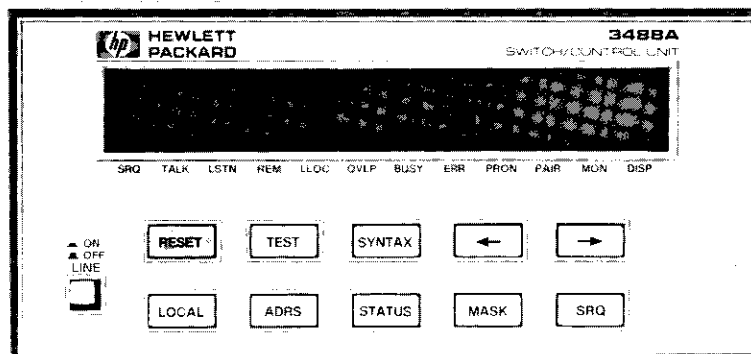 hp HEWLETT
PACKARD
3488A
SWITCH/CONTROL UNIT
SRQ TALK LSTN REM LLOC OVLP BUSY ERR PRON PAIR MON DISP
ON
OFF
LINE
RESET TEST SYNTAX ← →
LOCAL ADRS STATUS MASK SRQ